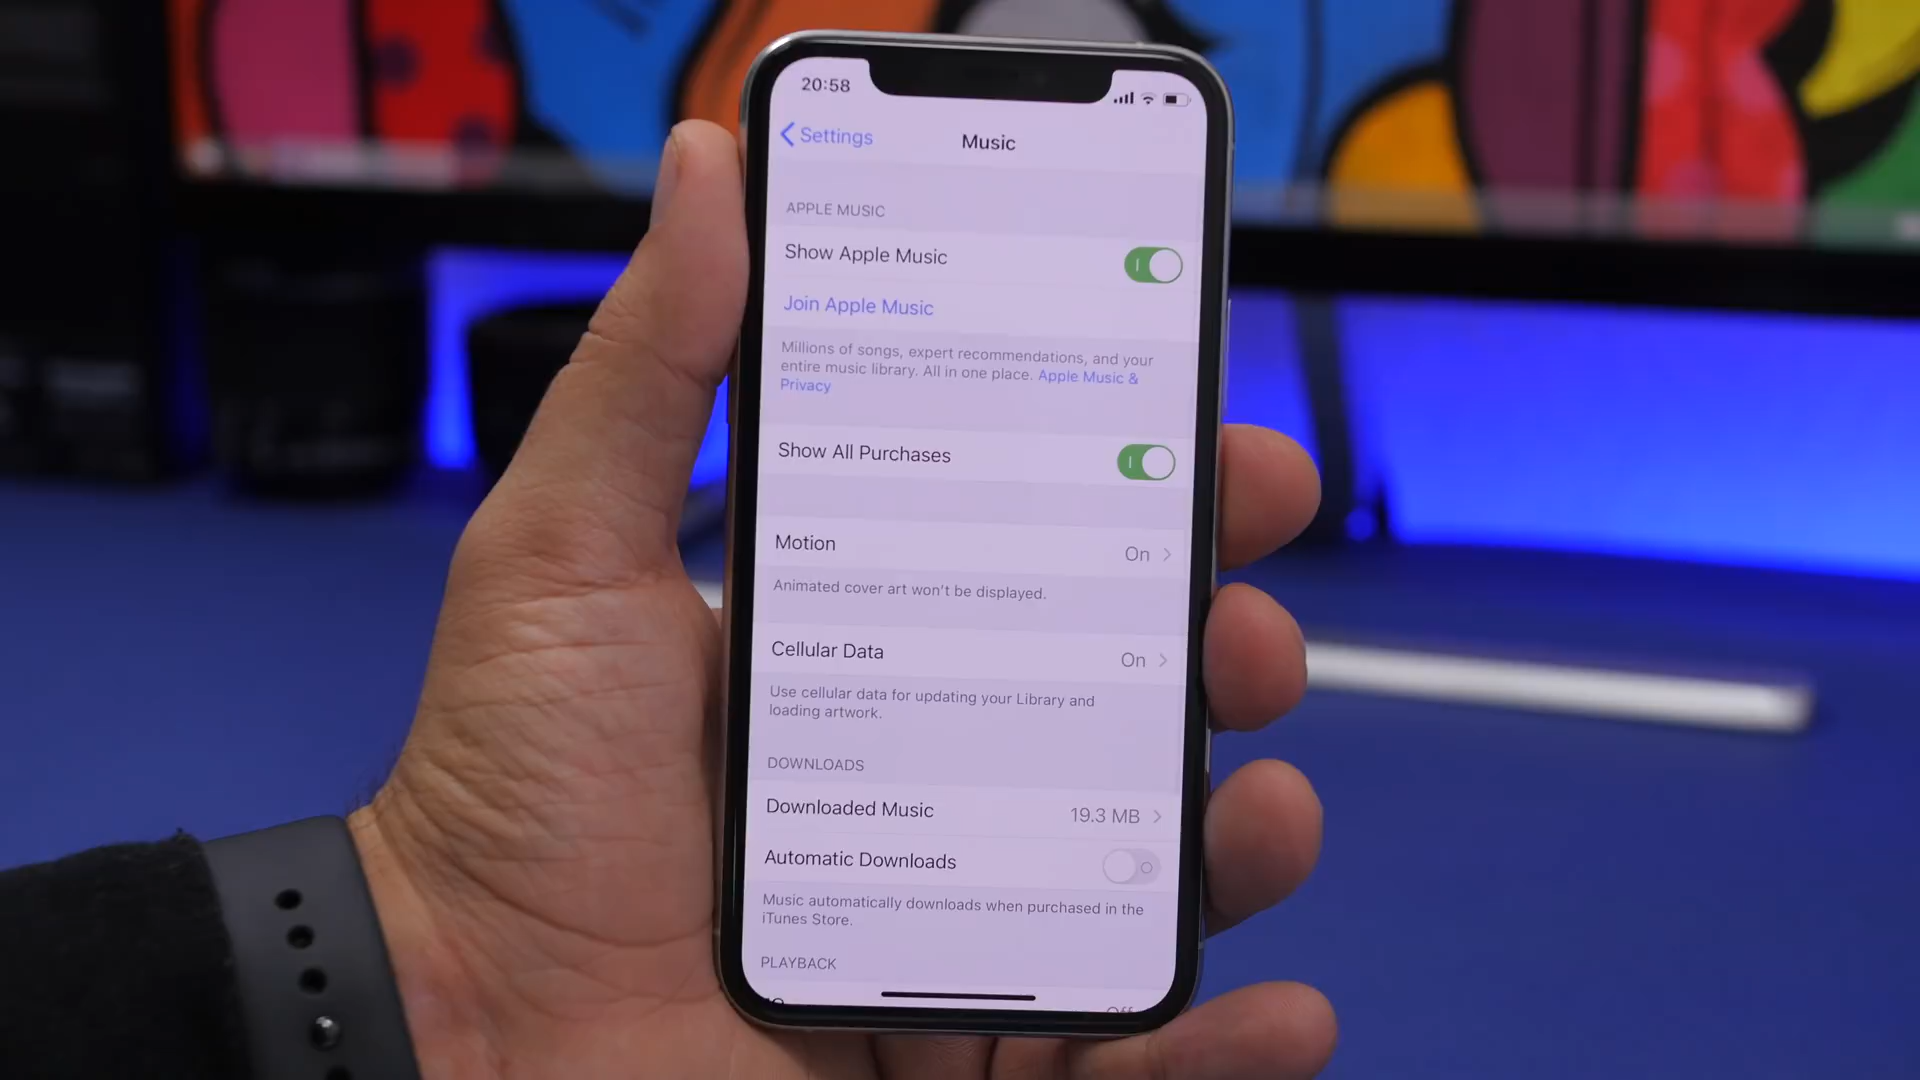 20:58
Settings
Music
APPLE MUSIC
Show Apple Music
Join Apple Music
Millions of songs, expert recommendations, and your
entire music library. All in one place. Apple Music &
Privacy
Show All Purchases
Motion On
Animated cover art won't be displayed.
Cellular Data On
Use cellular data for updating your Library and
loading artwork.
DOWNLOADS
Downloaded Music 19.3 MB
Automatic Downloads
Music automatically downloads when purchased in the
iTunes Store.
PLAYBACK
Off